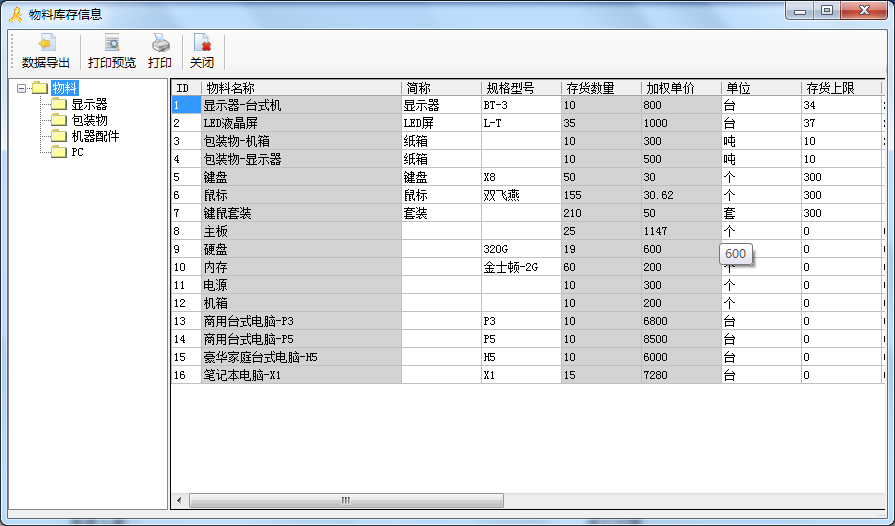 物料库存信息
数据导出 打印预览 打印 关闭
物料
显示器
包装物
机器配件
PC
ID 物料名称 简称 规格型号 存货数量 加权单价 单位 存货上限
1 显示器-台式机 显示器 BT-3 10 800 台 34
2 LED液晶屏 LED屏 L-T 35 1000 台 37
3 包装物-机箱 纸箱 10 300 吨 10
4 包装物-显示器 纸箱 10 500 吨 10
5 键盘 键盘 X8 50 30 个 300
6 鼠标 鼠标 双飞燕 155 30.62 个 300
7 键鼠套装 套装 210 50 套 300
8 主板 25 1147 个 0
9 硬盘 320G 19 600 0
600
10 内存 金士顿-2G 60 200 个 0
11 电源 10 300 个 0
12 机箱 10 200 个 0
13 商用台式电脑-P3 P3 10 6800 台 0
14 商用台式电脑-P5 P5 10 8500 台 0
15 豪华家庭台式电脑-H5 H5 10 6000 台 0
16 笔记本电脑-X1 X1 15 7280 台 0